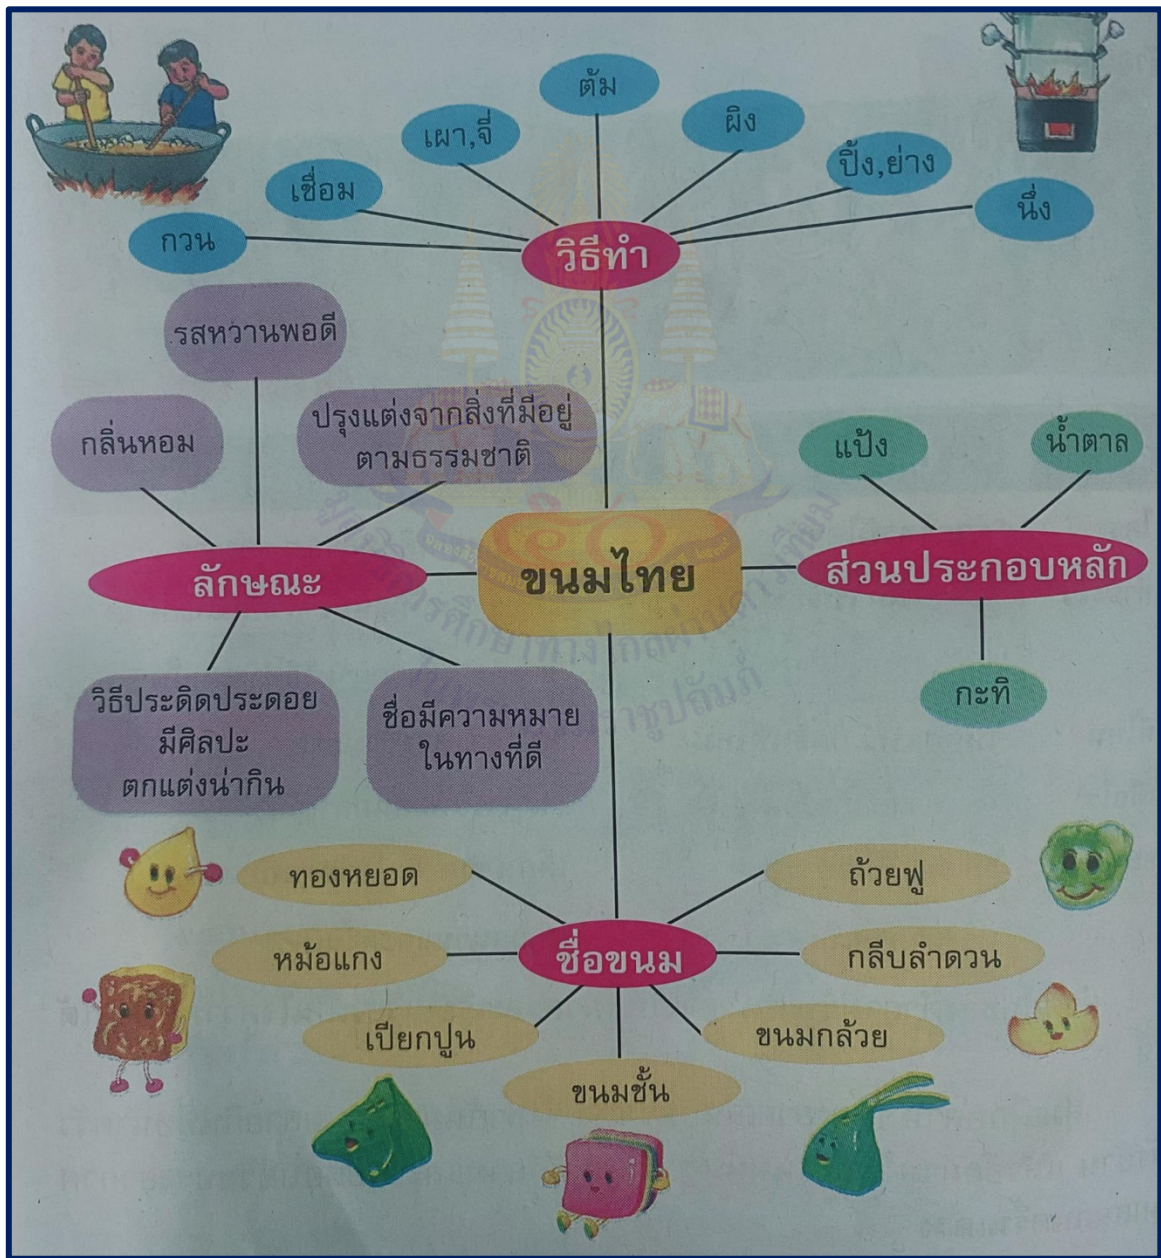 ต้ม
เผา,จี่
ผิง
เชื่อม
ปิ้ง,ย่าง
กวน
นึ่ง
วิธีทำ
รสหวานพอดี
กลิ่นหอม
ปรุงแต่งจากสิ่งที่มีอยู่
ตามธรรมชาติ
แป้ง
น้ำตาล
ลักษณะ
ขนมไทย
ส่วนประกอบหลัก
วิธีประดิดประดอย
มีศิลปะ
ตกแต่งน่ากิน
ชื่อมีความหมาย
ในทางที่ดี
กะทิ
ทองหยอด
ถ้วยฟู
หม้อแกง
ชื่อขนม
กลีบลำดวน
เปียกปูน
ขนมกล้วย
ขนมชั้น